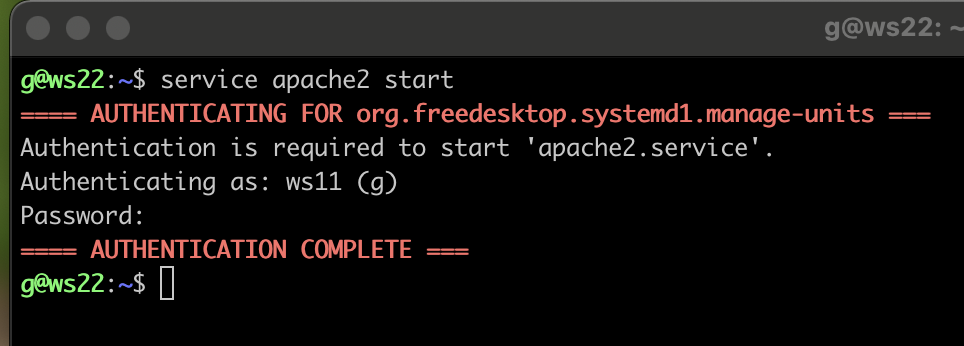 g@ws22: ~
g@ws22:~$ service apache2 start
==== AUTHENTICATING FOR org.freedesktop.systemd1.manage-units ===
Authentication is required to start 'apache2.service'.
Authenticating as: ws11 (g)
Password:
==== AUTHENTICATION COMPLETE ===
g@ws22:~$